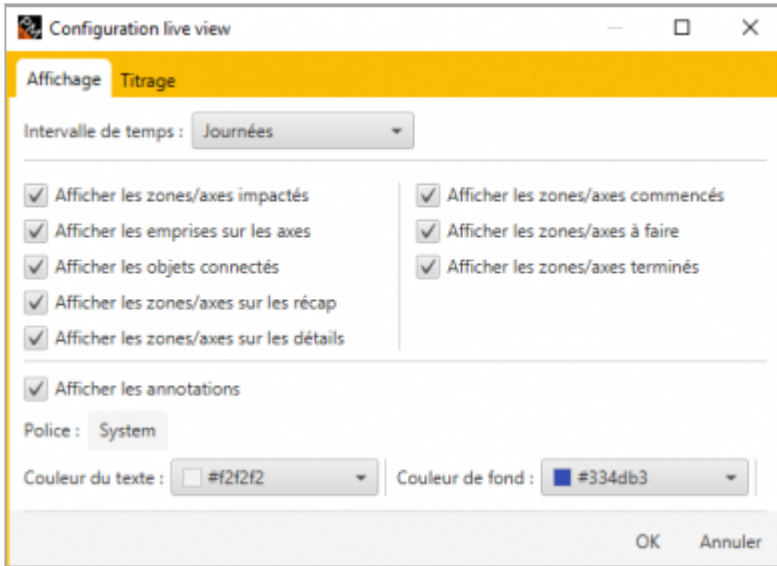 Configuration live view
Affichage Titrage
Intervalle de temps : Journées
Afficher les zones/axes impactés
Afficher les emprises sur les axes
Afficher les objets connectés
Afficher les zones/axes sur les récap
Afficher les zones/axes sur les détails
Afficher les zones/axes commencés
Afficher les zones/axes à faire
Afficher les zones/axes terminés
Afficher les annotations
Police : System
Couleur du texte : #f2f2f2 Couleur de fond : #334db3
OK Annuler